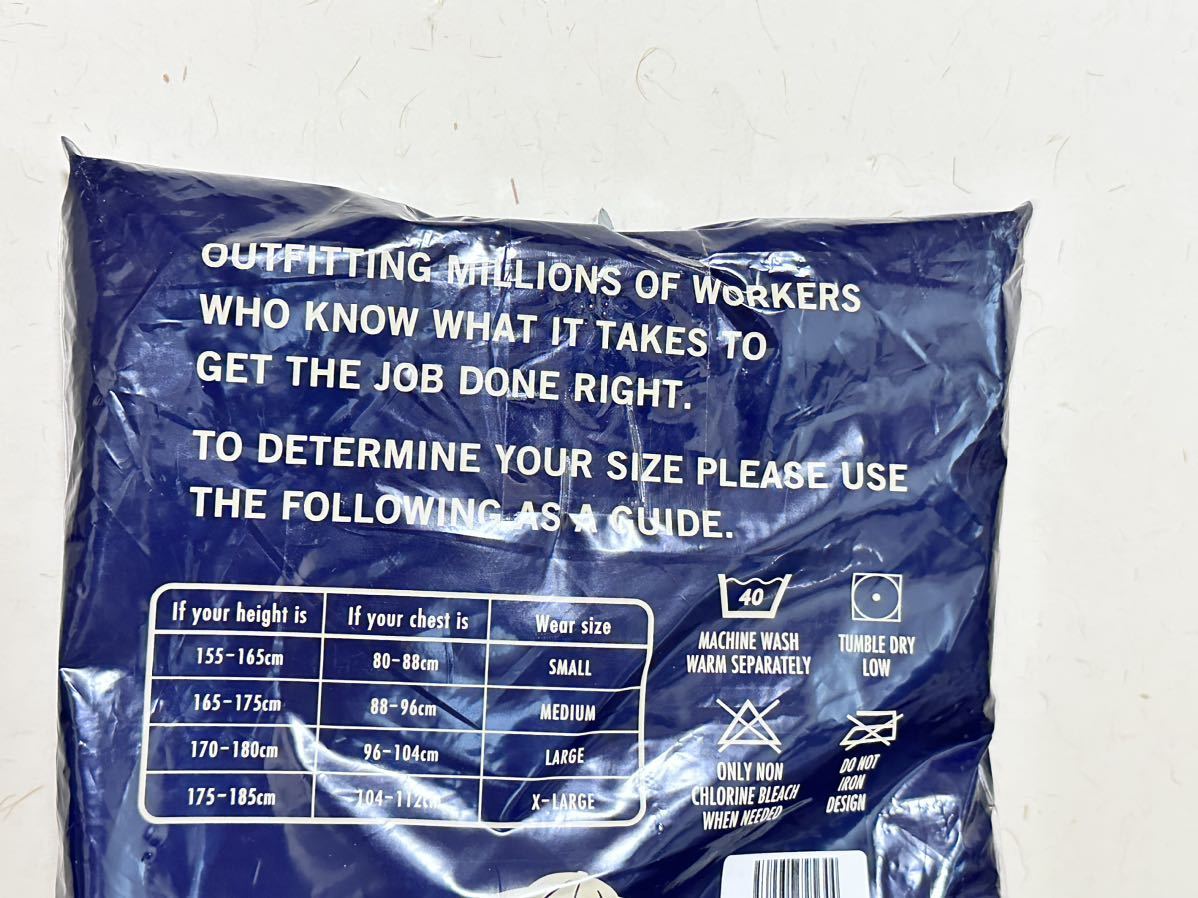 OUTFITTING MILLIONS OF WORKERS
WHO KNOW WHAT IT TAKES TO
GET THE JOB DONE RIGHT.
TO DETERMINE YOUR SIZE PLEASE USE
THE FOLLOWING AS A GUIDE.
If your height is If your chest is Wear size
155-165cm 80-88cm SMALL
165-175cm 88-96cm MEDIUM
170-180cm 96-104cm LARGE
175-185cm 104-112cm X-LARGE
40
MACHINE WASH
WARM SEPARATELY
TUMBLE DRY
LOW
ONLY NON
CHLORINE BLEACH
WHEN NEEDED
DO NOT
IRON
DESIGN